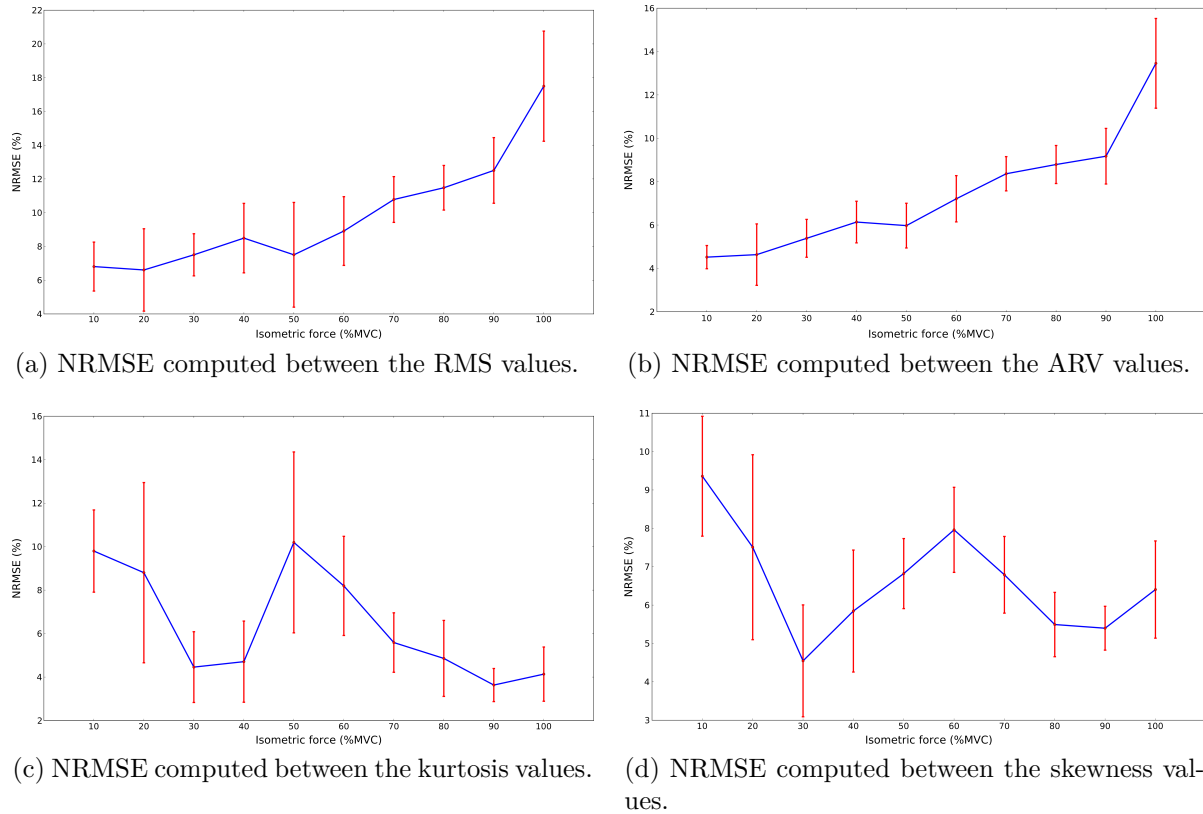 22
20
18
16
14
12
10
8
6
4
NRMSE (%)
10 20 30 40 50 60 70 80 90 100
Isometric force (%MVC)
(a) NRMSE computed between the RMS values.
16
14
12
10
8
6
4
2
NRMSE (%)
10 20 30 40 50 60 70 80 90 100
Isometric force (%MVC)
(b) NRMSE computed between the ARV values.
16
14
12
10
8
6
4
2
NRMSE (%)
10 20 30 40 50 60 70 80 90 100
Isometric force (%MVC)
(c) NRMSE computed between the kurtosis values.
11
10
9
8
7
6
5
4
3
NRMSE (%)
10 20 30 40 50 60 70 80 90 100
Isometric force (%MVC)
(d) NRMSE computed between the skewness val-
ues.